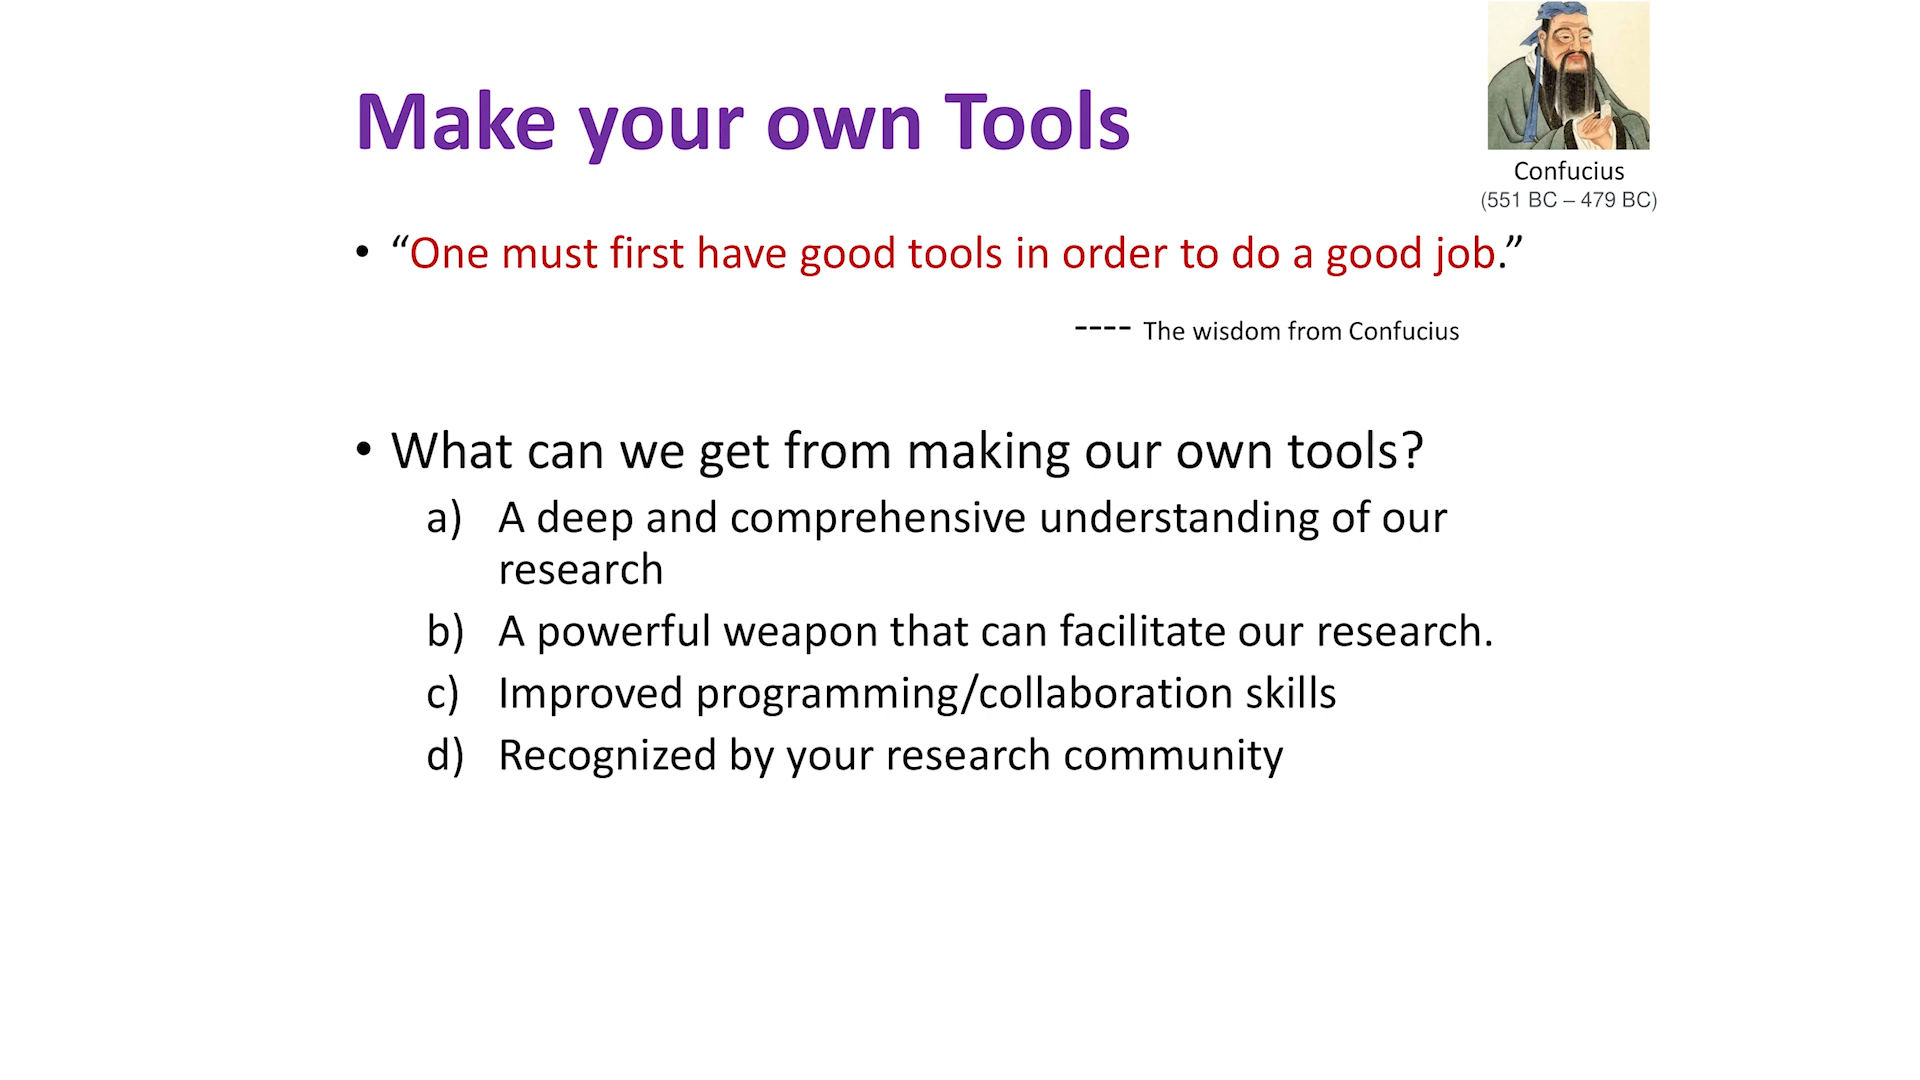 Make your own Tools
Confucius
(551 BC – 479 BC)
• “One must first have good tools in order to do a good job.”
---- The wisdom from Confucius
• What can we get from making our own tools?
a) A deep and comprehensive understanding of our
research
b) A powerful weapon that can facilitate our research.
c) Improved programming/collaboration skills
d) Recognized by your research community